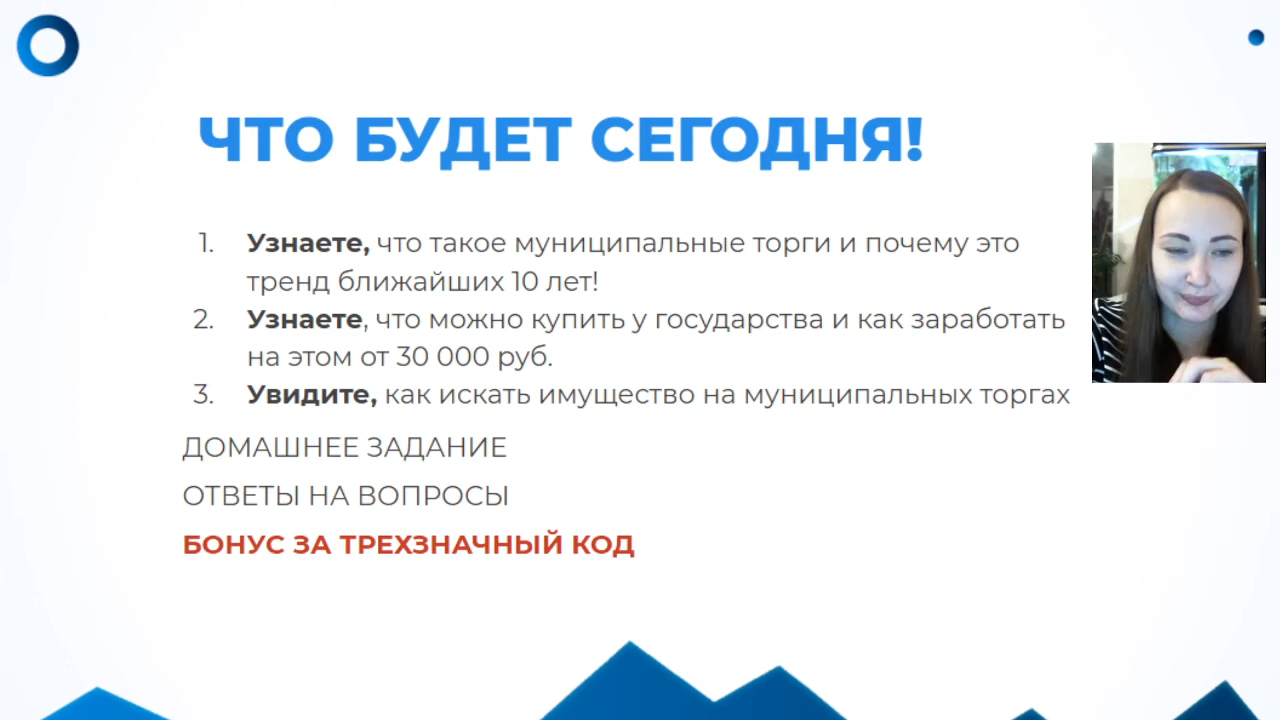 ЧТО БУДЕТ СЕГОДНЯ!
1. Узнаете, что такое муниципальные торги и почему это
тренд ближайших 10 лет!
2. Узнаете, что можно купить у государства и как заработать
на этом от 30 000 руб.
3. Увидите, как искать имущество на муниципальных торгах
ДОМАШНЕЕ ЗАДАНИЕ
ОТВЕТЫ НА ВОПРОСЫ
БОНУС ЗА ТРЕХЗНАЧНЫЙ КОД